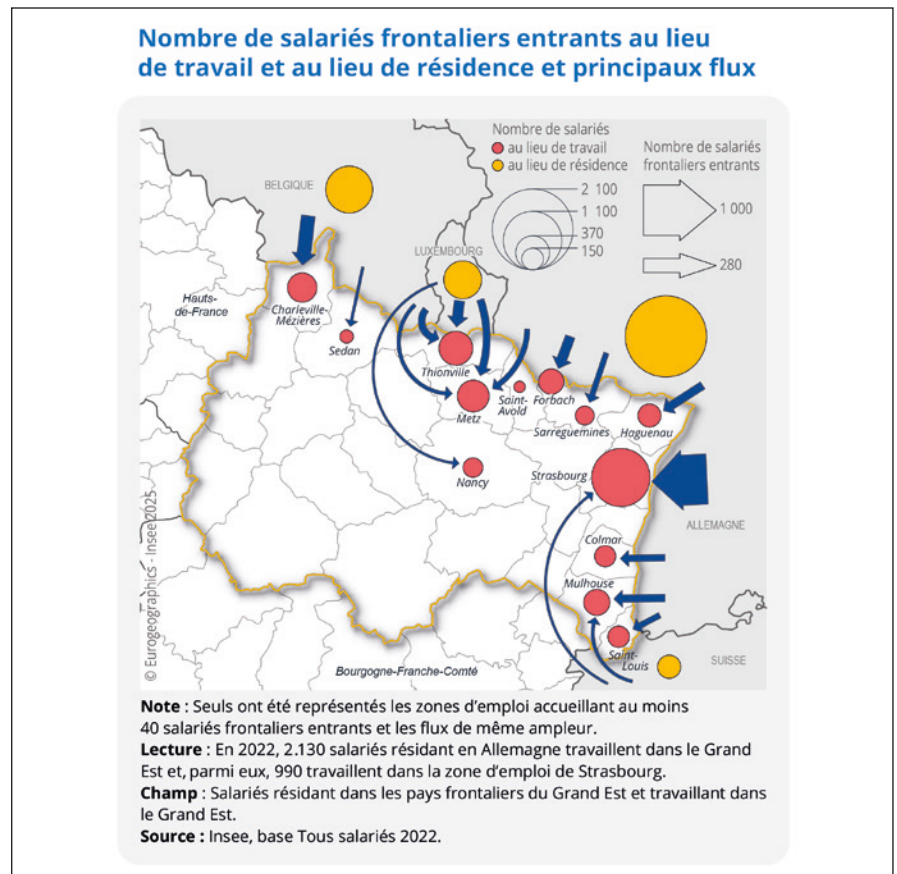 Nombre de salariés frontaliers entrants au lieu
de travail et au lieu de résidence et principaux flux
Nombre de salariés
au lieu de travail
au lieu de résidence
2 100
1 100
370
150
Nombre de salariés
frontaliers entrants
1 000
280
BELGIQUE
LUXEMBOURG
Hauts-
de-France
Charleville-
Mézières
Sedan
Thionville
Metz
Saint-
Avold
Forbach
Sarreguemines
Haguenau
Nancy
Strasbourg
ALLEMAGNE
Colmar
Mulhouse
Saint-
Louis
SUISSE
Bourgogne-Franche-Comté
© Eurogeographics - Insee 2025
Note : Seuls ont été représentés les zones d’emploi accueillant au moins
40 salariés frontaliers entrants et les flux de même ampleur.
Lecture : En 2022, 2.130 salariés résidant en Allemagne travaillent dans le Grand
Est et, parmi eux, 990 travaillent dans la zone d’emploi de Strasbourg.
Champ : Salariés résidant dans les pays frontaliers du Grand Est et travaillant dans
le Grand Est.
Source : Insee, base Tous salariés 2022.